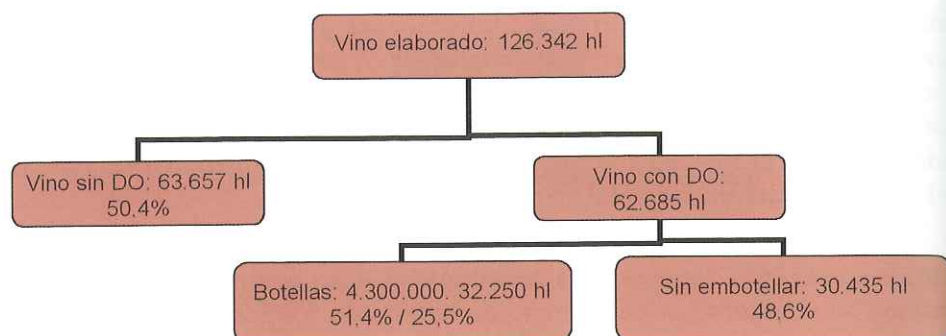 Vino elaborado: 126.342 hl
Vino sin DO: 63.657 hl
50,4%
Vino con DO:
62.685 hl
Botellas: 4.300.000. 32.250 hl
51,4% / 25,5%
Sin embotellar: 30.435 hl
48,6%